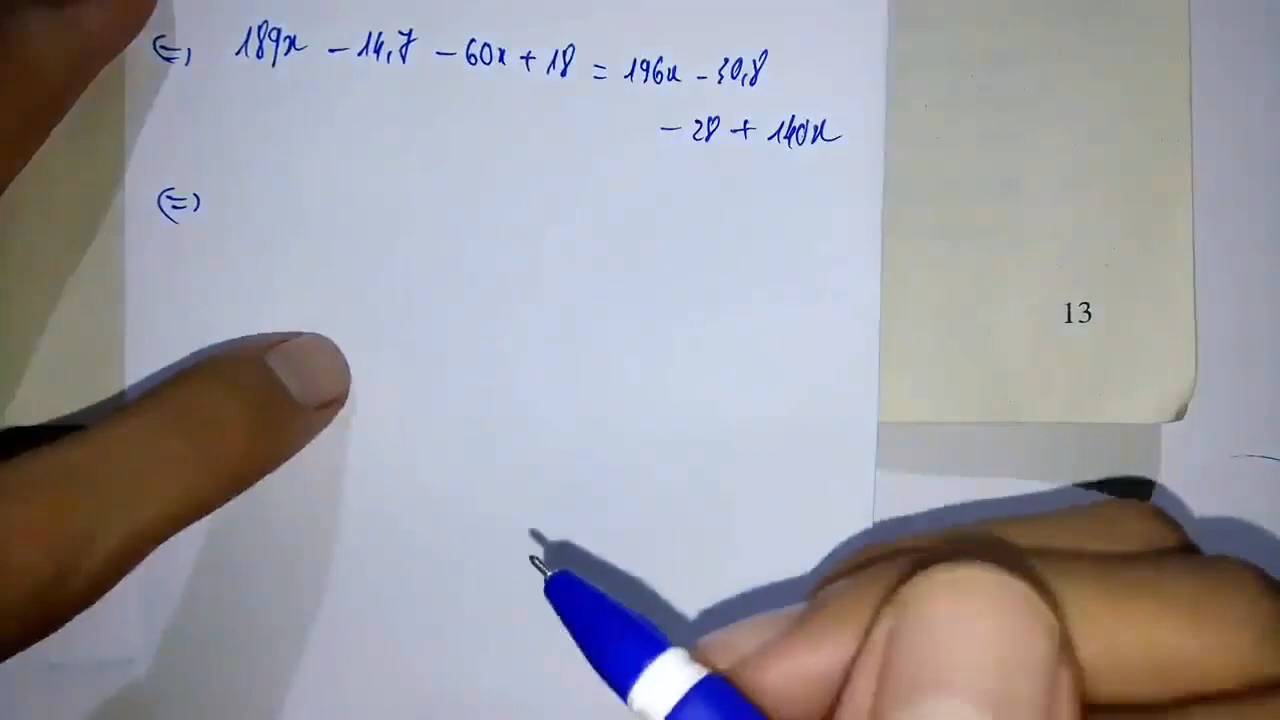 (=) 189x - 14,7 - 60x + 18 = 196x - 30,8
- 28 + 140x
(=)
13